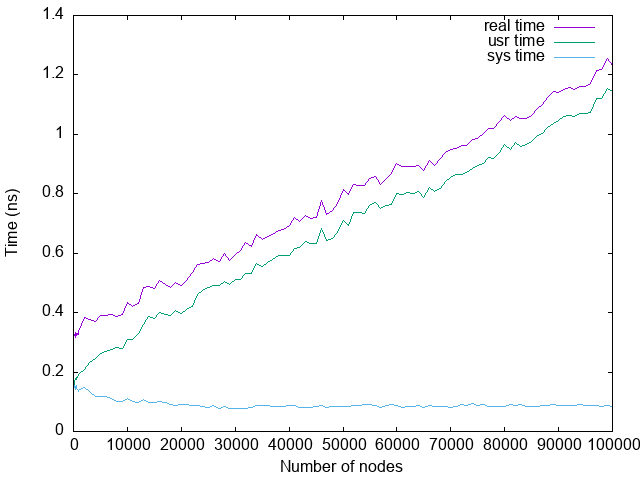 real time
usr time
sys time
1.4
1.2
1
0.8
0.6
0.4
0.2
0
Time (ns)
0 10000 20000 30000 40000 50000 60000 70000 80000 90000 100000
Number of nodes